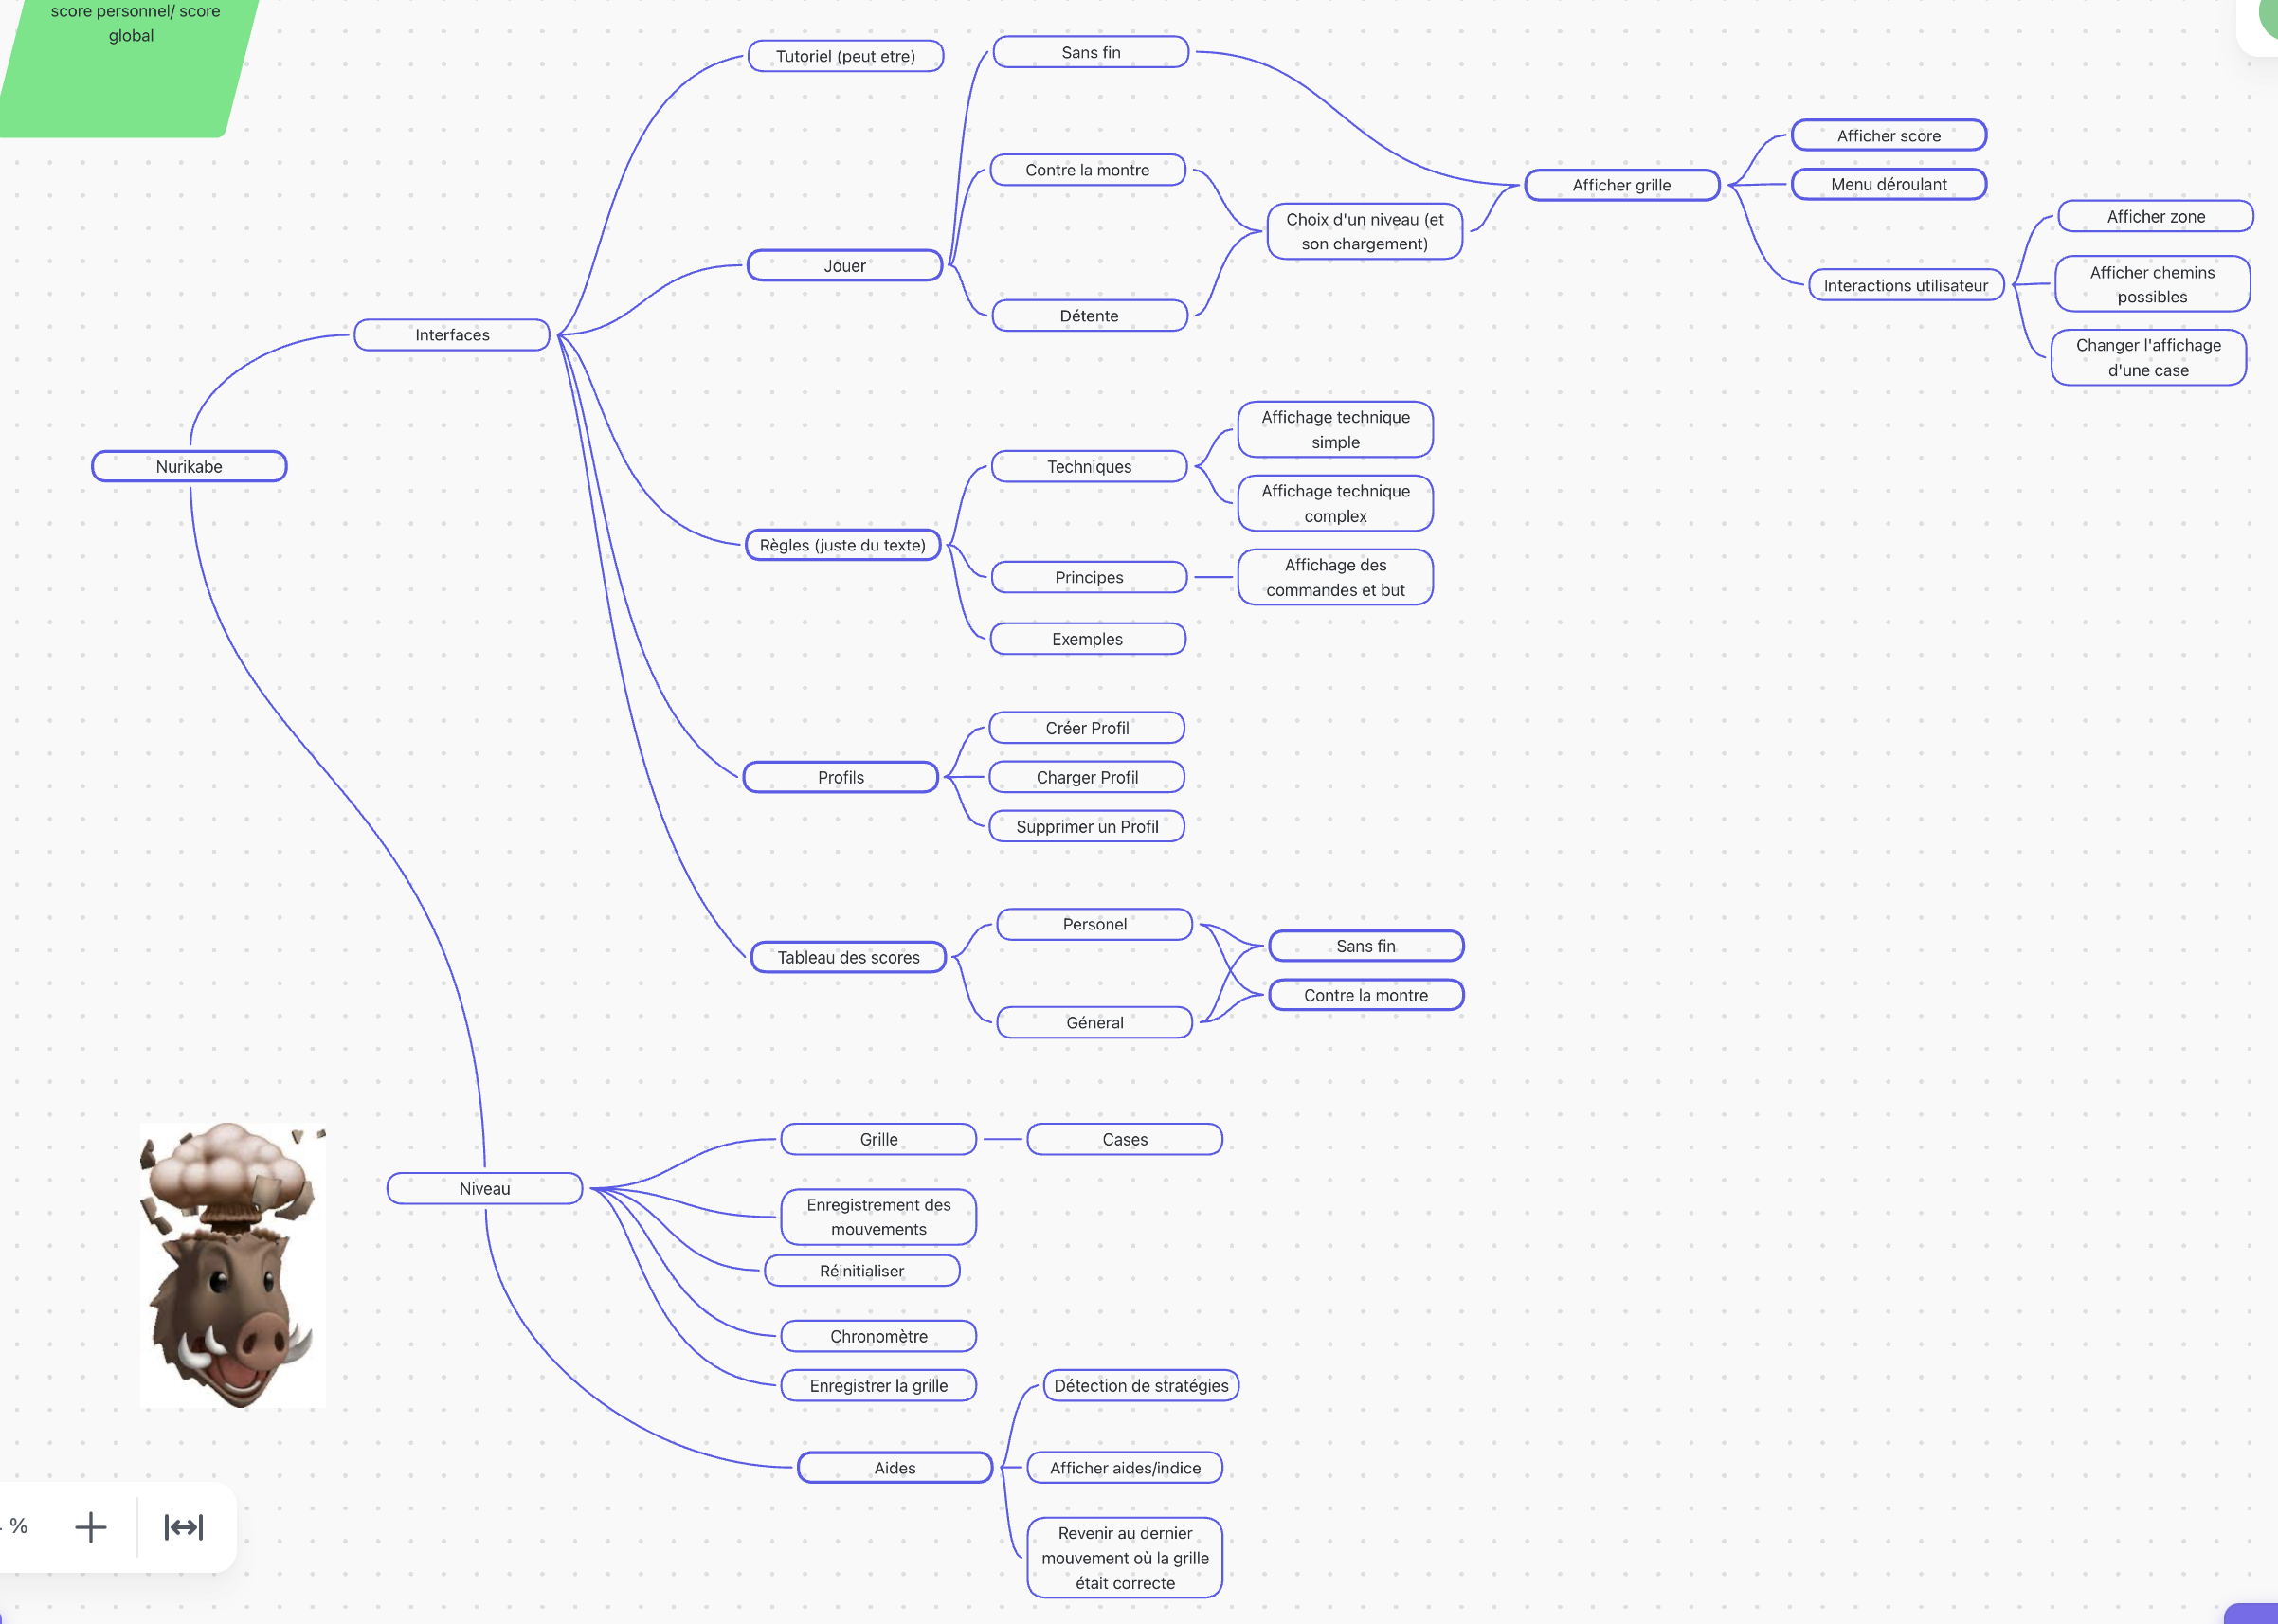 score personnel/ score
global
Tutoriel (peut etre)
Sans fin
Contre la montre
Jouer
Détente
Choix d'un niveau (et
son chargement)
Afficher grille
Afficher score
Menu déroulant
Interactions utilisateur
Afficher zone
Afficher chemins
possibles
Changer l'affichage
d'une case
Interfaces
Nurikabe
Règles (juste du texte)
Techniques
Affichage technique
simple
Affichage technique
complex
Principes
Affichage des
commandes et but
Exemples
Profils
Créer Profil
Charger Profil
Supprimer un Profil
Tableau des scores
Personel
Géneral
Sans fin
Contre la montre
Niveau
Grille
Cases
Enregistrement des
mouvements
Réinitialiser
Chronomètre
Enregistrer la grille
Aides
Détection de stratégies
Afficher aides/indice
Revenir au dernier
mouvement où la grille
était correcte
%